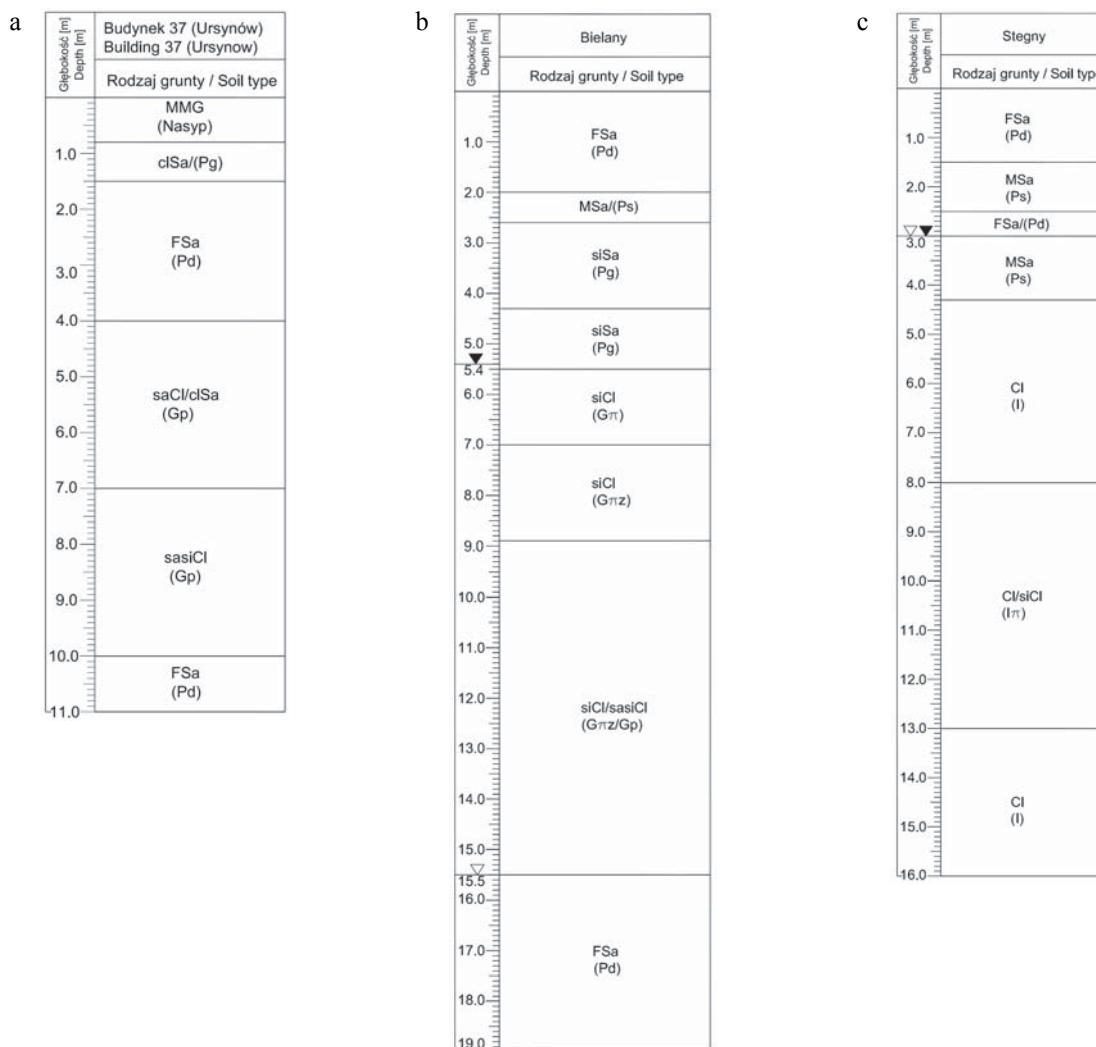 a
Głębokość [m]
Depth [m]
Budynek 37 (Ursynów)
Building 37 (Ursynow)
Rodzaj grunty / Soil type
MMG
(Nasyp)
1.0
clSa/(Pg)
2.0
FSa
(Pd)
3.0
4.0
5.0
saCl/clSa
(Gp)
6.0
7.0
8.0
sasiCl
(Gp)
9.0
10.0
FSa
(Pd)
11.0
b
Głębokość [m]
Depth [m]
Bielany
Rodzaj grunty / Soil type
FSa
(Pd)
1.0
2.0
MSa/(Ps)
3.0
siSa
(Pg)
4.0
siSa
(Pg)
5.0
5.4
6.0
siCl
(Gπ)
7.0
siCl
(Gπz)
8.0
9.0
10.0
11.0
12.0
siCl/sasiCl
(Gπz/Gp)
13.0
14.0
15.0
15.5
16.0
FSa
(Pd)
17.0
18.0
19.0
c
Głębokość [m]
Depth [m]
Stegny
Rodzaj grunty / Soil type
FSa
(Pd)
1.0
MSa
(Ps)
2.0
FSa/(Pd)
3.0
MSa
(Ps)
4.0
5.0
Cl
(I)
6.0
7.0
8.0
9.0
10.0
Cl/siCl
(Iπ)
11.0
12.0
13.0
14.0
Cl
(I)
15.0
16.0